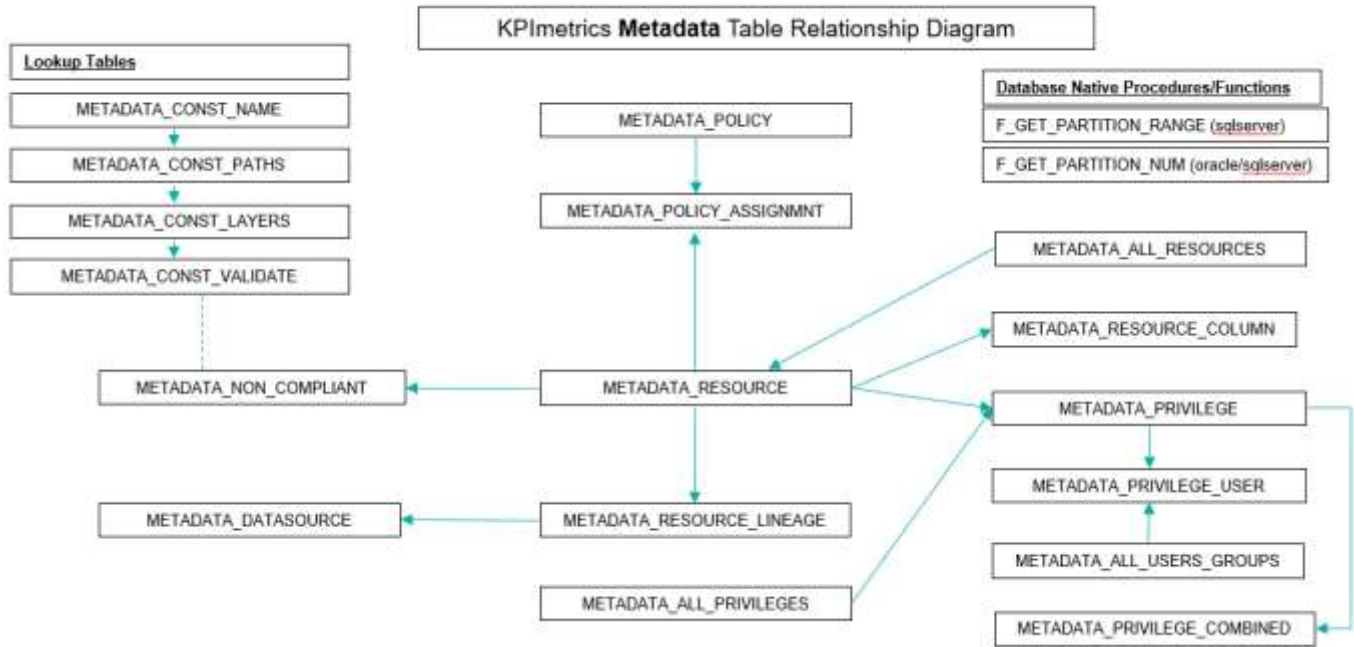 KPImetrics Metadata Table Relationship Diagram
Lookup Tables
METADATA_CONST_NAME
METADATA_CONST_PATHS
METADATA_CONST_LAYERS
METADATA_CONST_VALIDATE
METADATA_POLICY
METADATA_POLICY_ASSIGNMNT
Database Native Procedures/Functions
F_GET_PARTITION_RANGE (sqlserver)
F_GET_PARTITION_NUM (oracle/sqlserver)
METADATA_ALL_RESOURCES
METADATA_RESOURCE_COLUMN
METADATA_NON_COMPLIANT
METADATA_RESOURCE
METADATA_PRIVILEGE
METADATA_PRIVILEGE_USER
METADATA_DATASOURCE
METADATA_RESOURCE_LINEAGE
METADATA_ALL_USERS_GROUPS
METADATA_ALL_PRIVILEGES
METADATA_PRIVILEGE_COMBINED